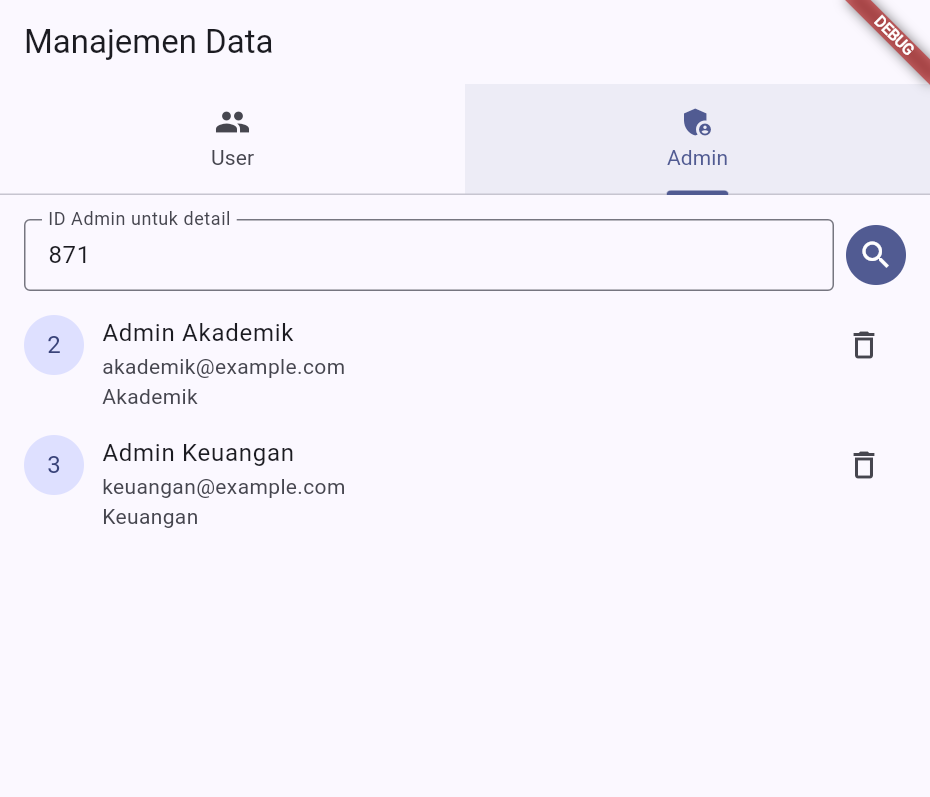 Manajemen Data
DEBUG
User
Admin
ID Admin untuk detail
871
2
Admin Akademik
akademik@example.com
Akademik
3
Admin Keuangan
keuangan@example.com
Keuangan